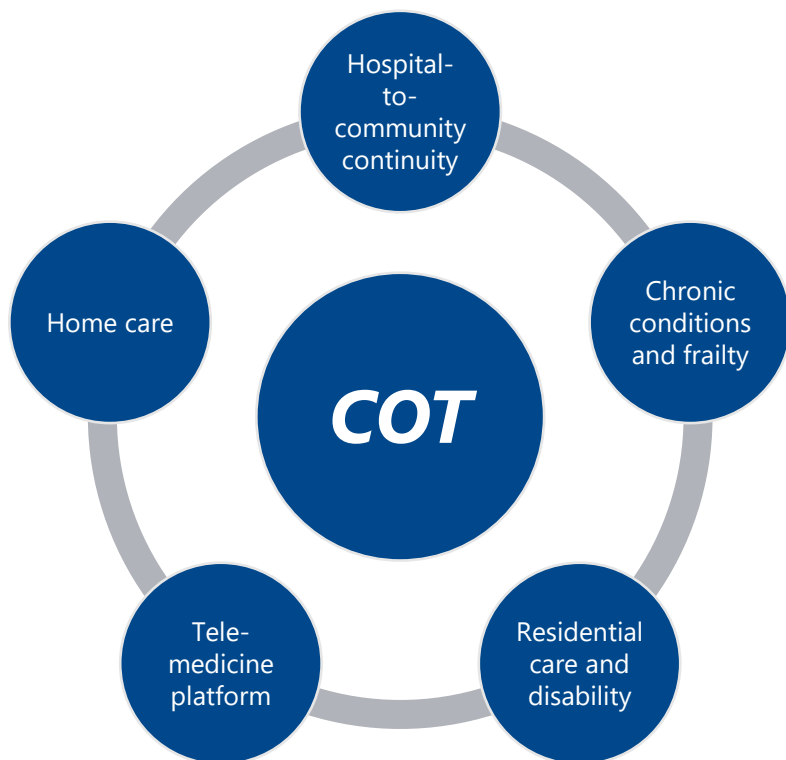 Hospital-
to-
community
continuity
Chronic
conditions
and frailty
Residential
care and
disability
Tele-
medicine
platform
Home care
COT